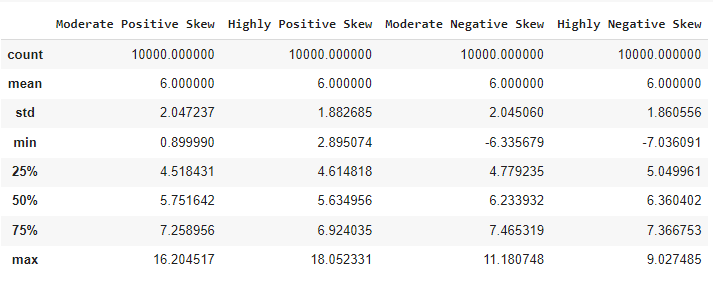 Moderate Positive Skew Highly Positive Skew Moderate Negative Skew Highly Negative Skew
count 10000.000000 10000.000000 10000.000000 10000.000000
mean 6.000000 6.000000 6.000000 6.000000
std 2.047237 1.882685 2.045060 1.860556
min 0.899990 2.895074 -6.335679 -7.036091
25% 4.518431 4.614818 4.779235 5.049961
50% 5.751642 5.634956 6.233932 6.360402
75% 7.258956 6.924035 7.465319 7.366753
max 16.204517 18.052331 11.180748 9.027485